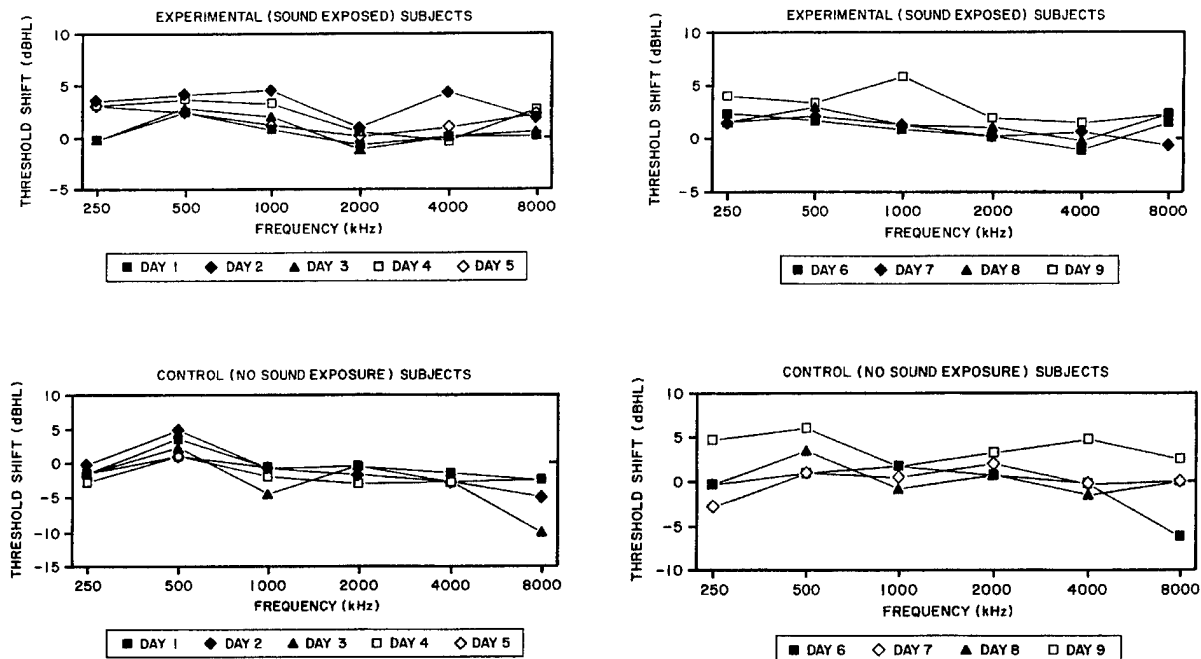 EXPERIMENTAL (SOUND EXPOSED) SUBJECTS
THRESHOLD SHIFT (dBHL)
10
5
0
-5
250 500 1000 2000 4000 8000
FREQUENCY (kHz)
DAY 1 DAY 2 DAY 3 DAY 4 DAY 5
EXPERIMENTAL (SOUND EXPOSED) SUBJECTS
THRESHOLD SHIFT (dBHL)
10
5
0
-5
250 500 1000 2000 4000 8000
FREQUENCY (kHz)
DAY 6 DAY 7 DAY 8 DAY 9
CONTROL (NO SOUND EXPOSURE) SUBJECTS
THRESHOLD SHIFT (dBHL)
10
5
0
-5
-10
-15
250 500 1000 2000 4000 8000
FREQUENCY (kHz)
DAY 1 DAY 2 DAY 3 DAY 4 DAY 5
CONTROL (NO SOUND EXPOSURE) SUBJECTS
THRESHOLD SHIFT (dBHL)
10
5
0
-5
-10
250 500 1000 2000 4000 8000
FREQUENCY (kHz)
DAY 6 DAY 7 DAY 8 DAY 9